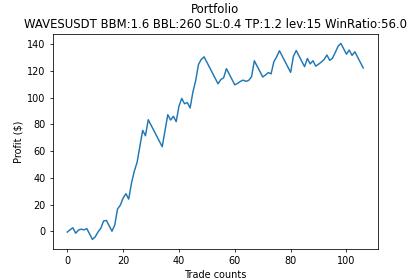 Portfolio
WAVESUSDT BBM:1.6 BBL:260 SL:0.4 TP:1.2 lev:15 WinRatio:56.0
140
120
100
80
60
40
20
0
Profit ($)
0 20 40 60 80 100
Trade counts